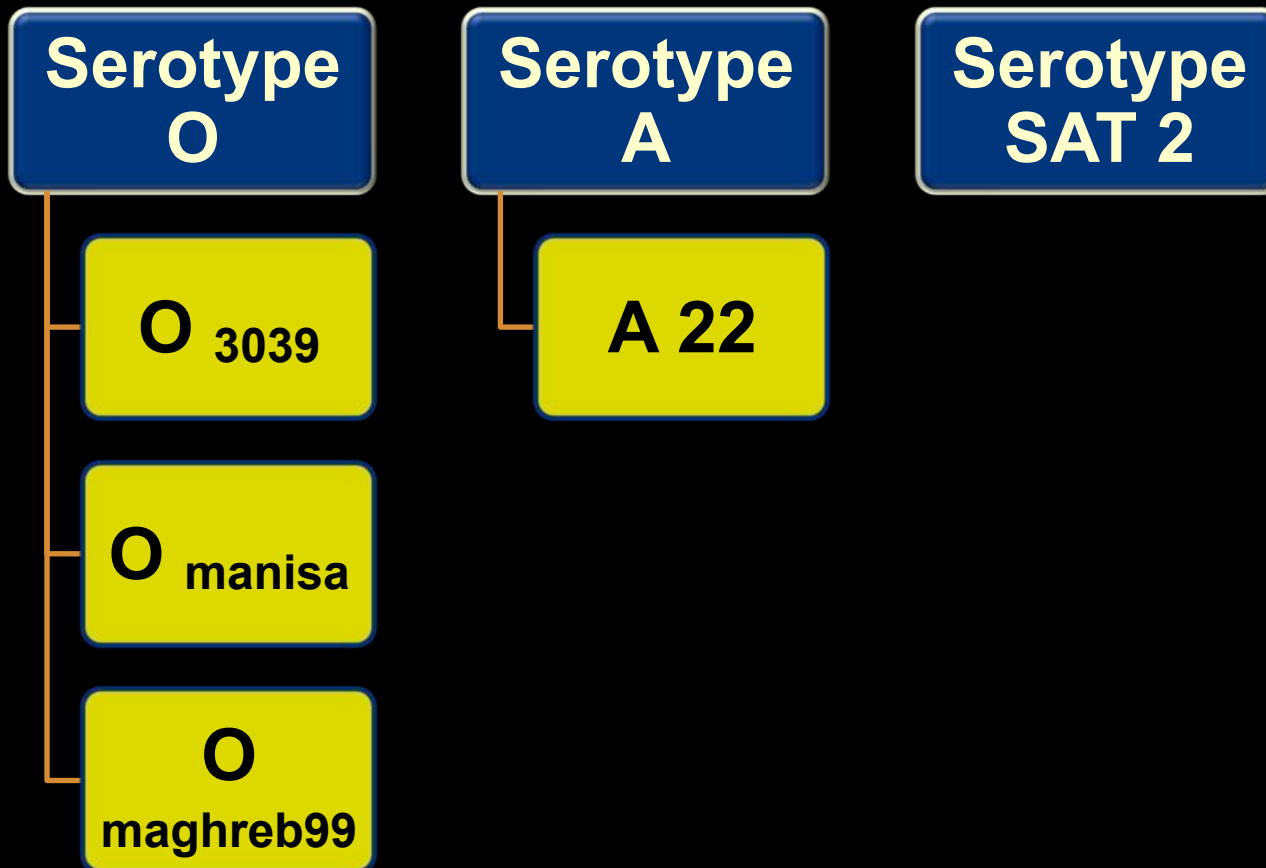 Serotype
O
O 3039
O manisa
O
maghreb99
Serotype
A
A 22
Serotype
SAT 2